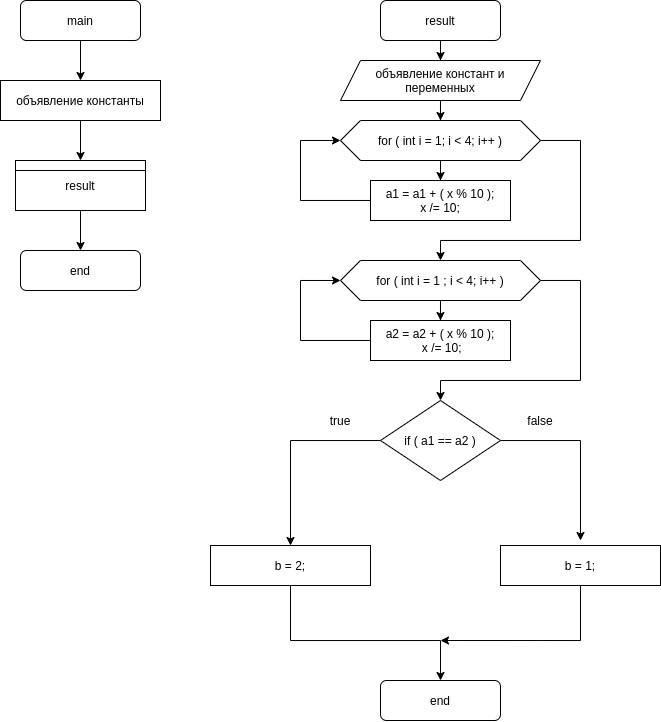 main
объявление константы
result
end
result
объявление констант и
переменных
for ( int i = 1; i < 4; i++ )
a1 = a1 + ( x % 10 );
x /= 10;
for ( int i = 1 ; i < 4; i++ )
a2 = a2 + ( x % 10 );
x /= 10;
if ( a1 == a2 )
true
false
b = 2;
b = 1;
end